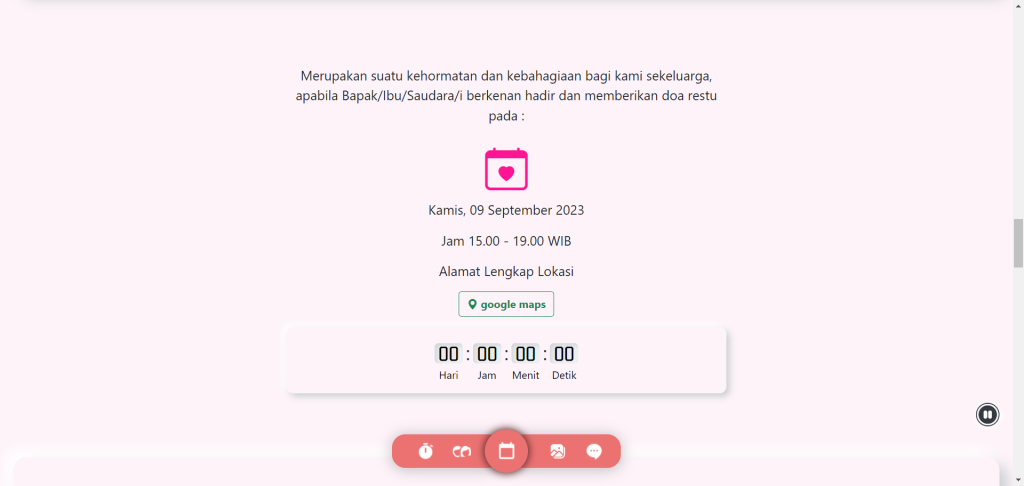 Merupakan suatu kehormatan dan kebahagiaan bagi kami sekeluarga,
apabila Bapak/Ibu/Saudara/i berkenan hadir dan memberikan doa restu
pada :
Kamis, 09 September 2023
Jam 15.00 - 19.00 WIB
Alamat Lengkap Lokasi
google maps
00 : 00 : 00 : 00
Hari Jam Menit Detik